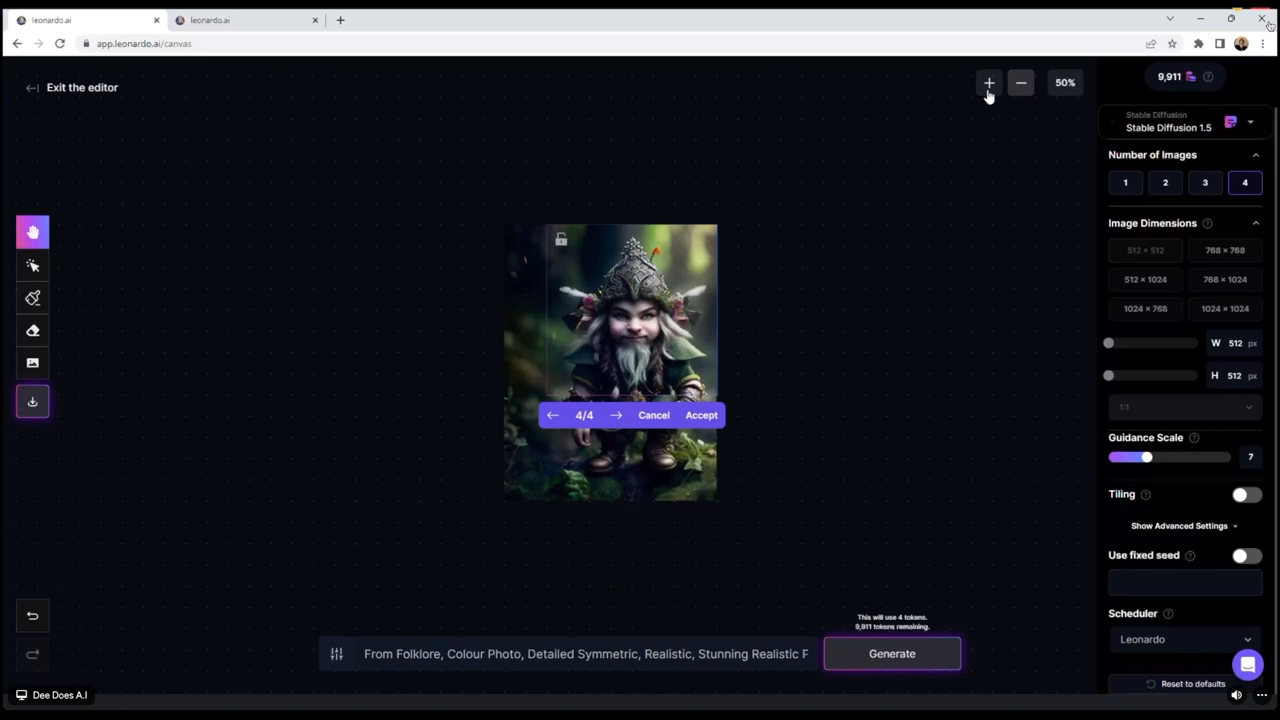 leonardo.ai
leonardo.ai
app.leonardo.ai/canvas
Exit the editor
50%
9,911
Stable Diffusion
Stable Diffusion 1.5
Number of Images
1 2 3 4
Image Dimensions
512 × 512 768 × 768
512 × 1024 768 × 1024
1024 × 768 1024 × 1024
W 512 px
H 512 px
1:1
4/4 Cancel Accept
Guidance Scale
7
Tiling
Show Advanced Settings
Use fixed seed
Scheduler
Leonardo
This will use 4 tokens.
9,911 tokens remaining.
From Folklore, Colour Photo, Detailed Symmetric, Realistic, Stunning Realistic F
Generate
Reset to defaults
Dee Does A.I